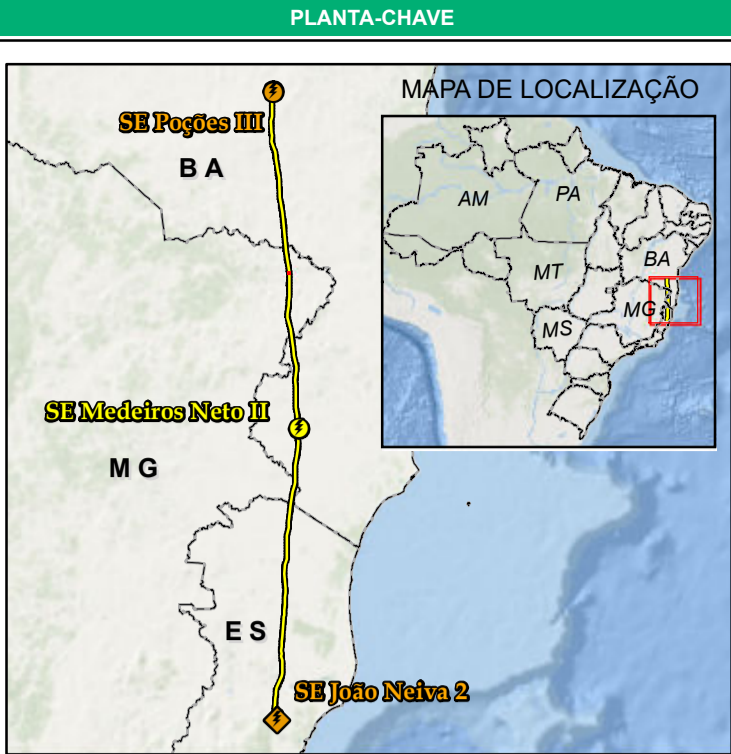 PLANTA-CHAVE
MAPA DE LOCALIZAÇÃO
SE Poções III
B A
AM
PA
BA
MT
MG
MS
SE Medeiros Neto II
M G
E S
SE João Neiva 2